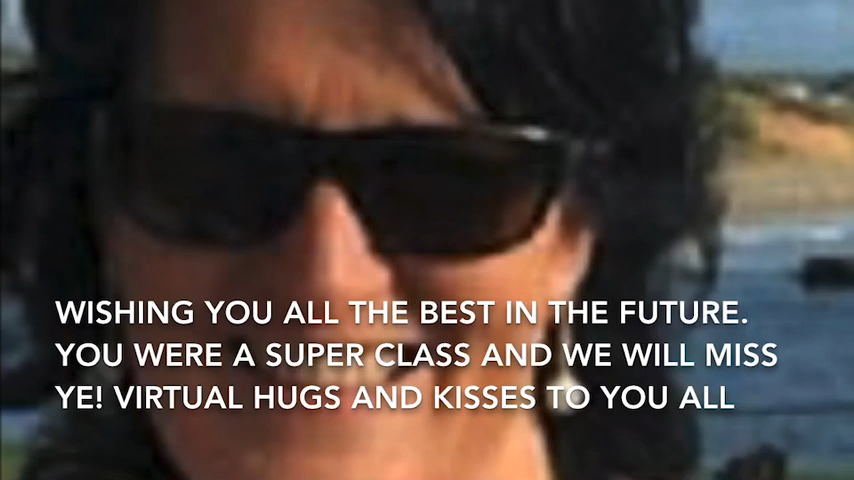 WISHING YOU ALL THE BEST IN THE FUTURE.
YOU WERE A SUPER CLASS AND WE WILL MISS
YE! VIRTUAL HUGS AND KISSES TO YOU ALL